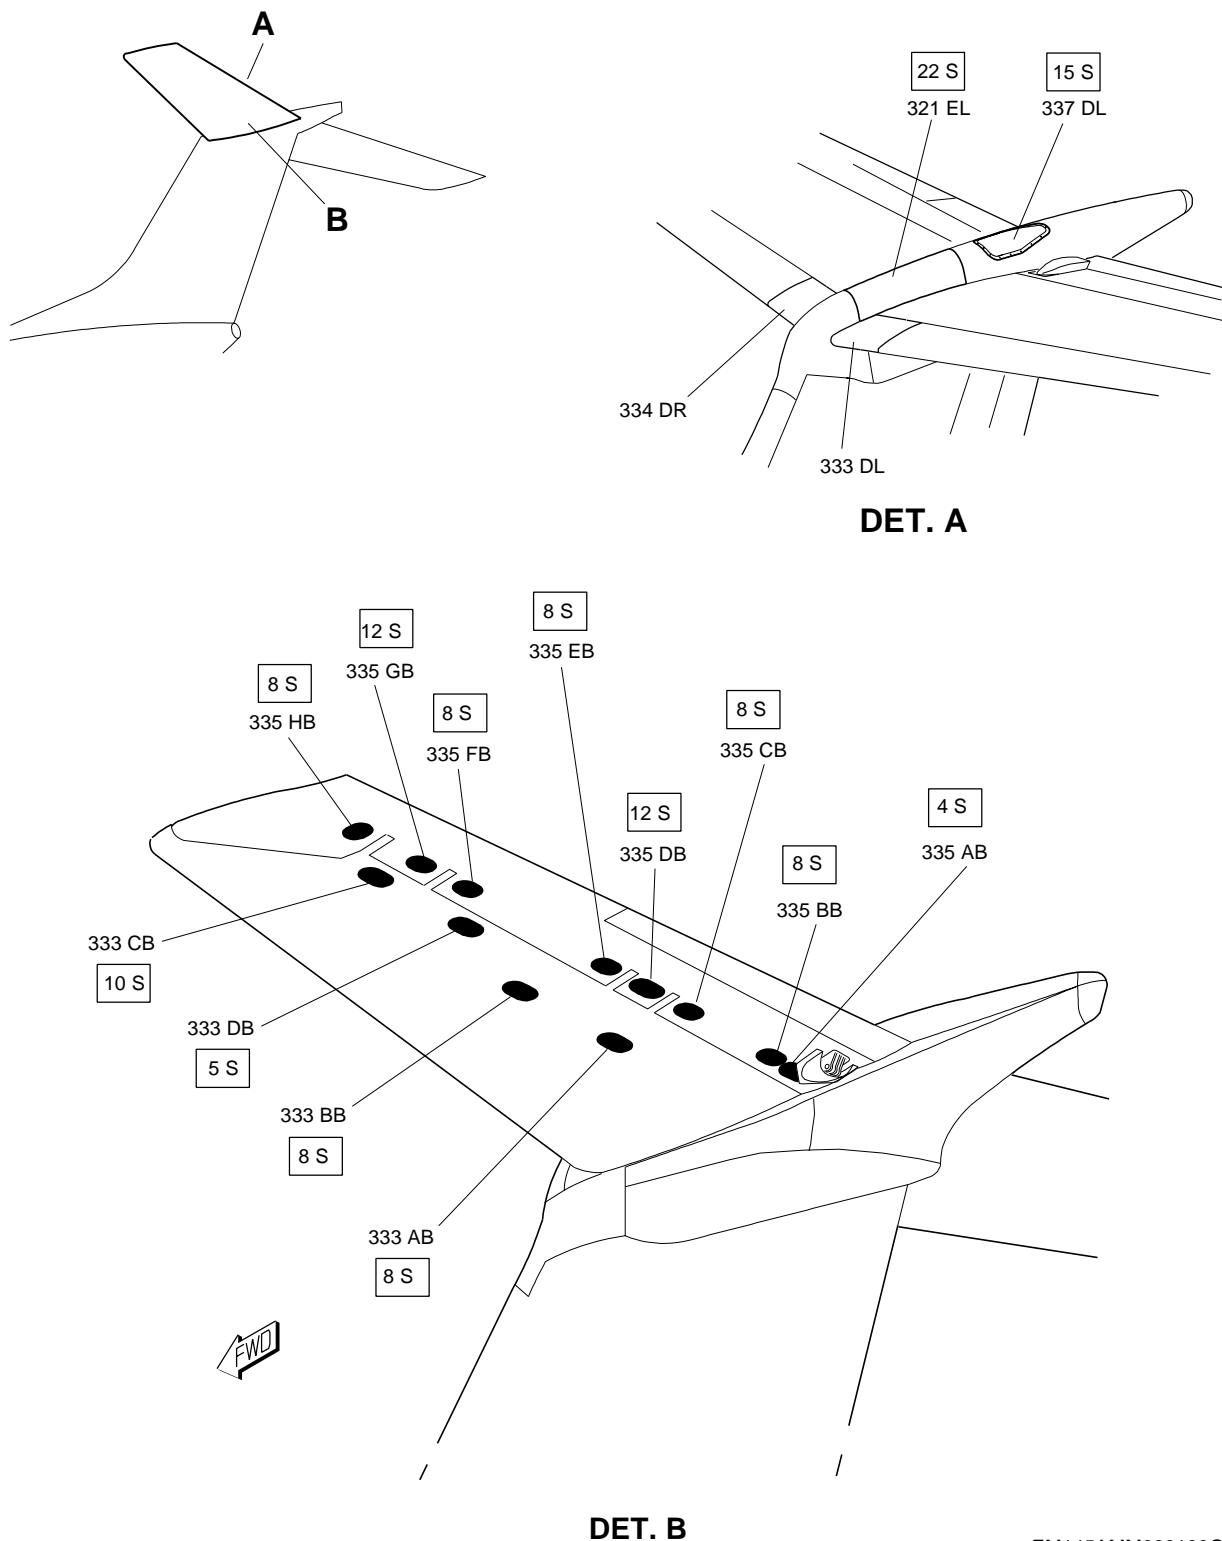 A
B
22 S
321 EL
15 S
337 DL
334 DR
333 DL
DET. A
8 S
335 EB
12 S
335 GB
8 S
335 HB
8 S
335 FB
8 S
335 CB
12 S
335 DB
4 S
335 AB
8 S
335 BB
333 CB
10 S
333 DB
5 S
333 BB
8 S
333 AB
8 S
FWD
DET. B